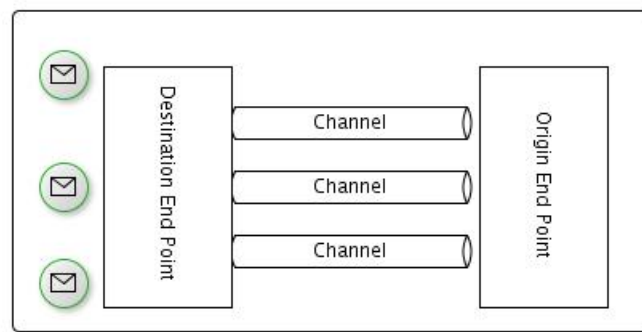 Destination End Point
Channel
Channel
Channel
Origin End Point